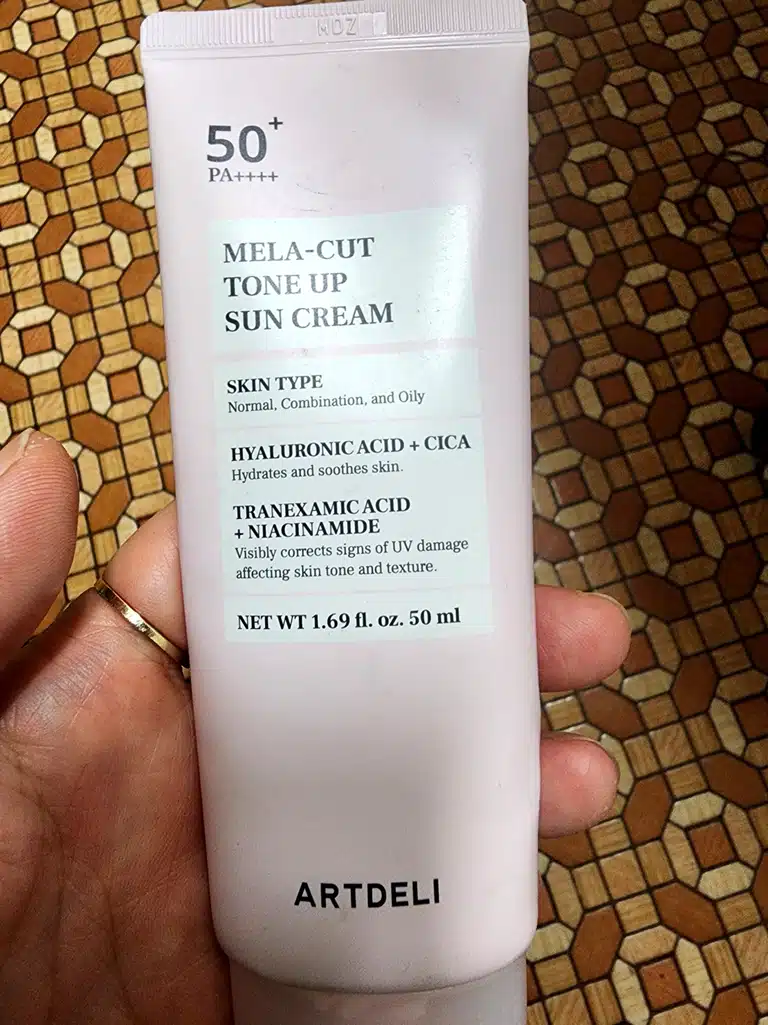 50+
PA++++
MELA-CUT
TONE UP
SUN CREAM
SKIN TYPE
Normal, Combination, and Oily
HYALURONIC ACID + CICA
Hydrates and soothes skin.
TRANEXAMIC ACID
+ NIACINAMIDE
Visibly corrects signs of UV damage
affecting skin tone and texture.
NET WT 1.69 fl. oz. 50 ml
ARTDELI